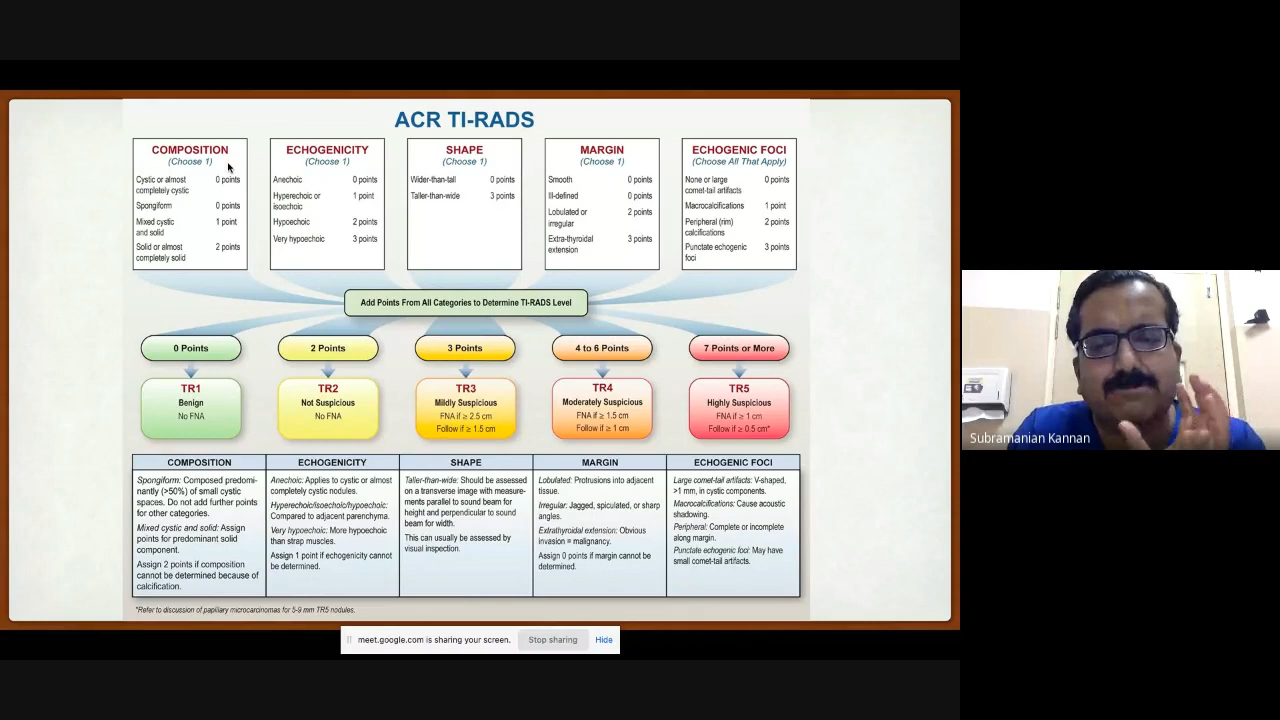 ACR TI-RADS
COMPOSITION
(Choose 1)
Cystic or almost 0 points
completely cystic
Spongiform 0 points
Mixed cystic 1 point
and solid
Solid or almost 2 points
completely solid
ECHOGENICITY
(Choose 1)
Anechoic 0 points
Hyperechoic or 1 point
isoechoic
Hypoechoic 2 points
Very hypoechoic 3 points
SHAPE
(Choose 1)
Wider-than-tall 0 points
Taller-than-wide 3 points
MARGIN
(Choose 1)
Smooth 0 points
Ill-defined 0 points
Lobulated or 2 points
irregular
Extra-thyroidal 3 points
extension
ECHOGENIC FOCI
(Choose All That Apply)
None or large 0 points
comet-tail artifacts
Macrocalcifications 1 point
Peripheral (rim) 2 points
calcifications
Punctate echogenic 3 points
foci
Add Points From All Categories to Determine TI-RADS Level
0 Points
2 Points
3 Points
4 to 6 Points
7 Points or More
TR1
Benign
No FNA
TR2
Not Suspicious
No FNA
TR3
Mildly Suspicious
FNA if ≥ 2.5 cm
Follow if ≥ 1.5 cm
TR4
Moderately Suspicious
FNA if ≥ 1.5 cm
Follow if ≥ 1 cm
TR5
Highly Suspicious
FNA if ≥ 1 cm
Follow if ≥ 0.5 cm*
COMPOSITION
Spongiform: Composed predomi-
nantly (>50%) of small cystic
spaces. Do not add further points
for other categories.
Mixed cystic and solid: Assign
points for predominant solid
component.
Assign 2 points if composition
cannot be determined because of
calcification.
ECHOGENICITY
Anechoic: Applies to cystic or almost
completely cystic nodules.
Hyperechoic/isoechoic/hypoechoic:
Compared to adjacent parenchyma.
Very hypoechoic: More hypoechoic
than strap muscles.
Assign 1 point if echogenicity cannot
be determined.
SHAPE
Taller-than-wide: Should be assessed
on a transverse image with measure-
ments parallel to sound beam for
height and perpendicular to sound
beam for width.
This can usually be assessed by
visual inspection.
MARGIN
Lobulated: Protrusions into adjacent
tissue.
Irregular: Jagged, spiculated, or sharp
angles.
Extrathyroidal extension: Obvious
invasion = malignancy.
Assign 0 points if margin cannot be
determined.
ECHOGENIC FOCI
Large comet-tail artifacts: V-shaped,
>1 mm, in cystic components.
Macrocalcifications: Cause acoustic
shadowing.
Peripheral: Complete or incomplete
along margin.
Punctate echogenic foci: May have
small comet-tail artifacts.
*Refer to discussion of papillary microcarcinomas for 5-9 mm TR5 nodules.
meet.google.com is sharing your screen.
Stop sharing
Hide
Subramanian Kannan